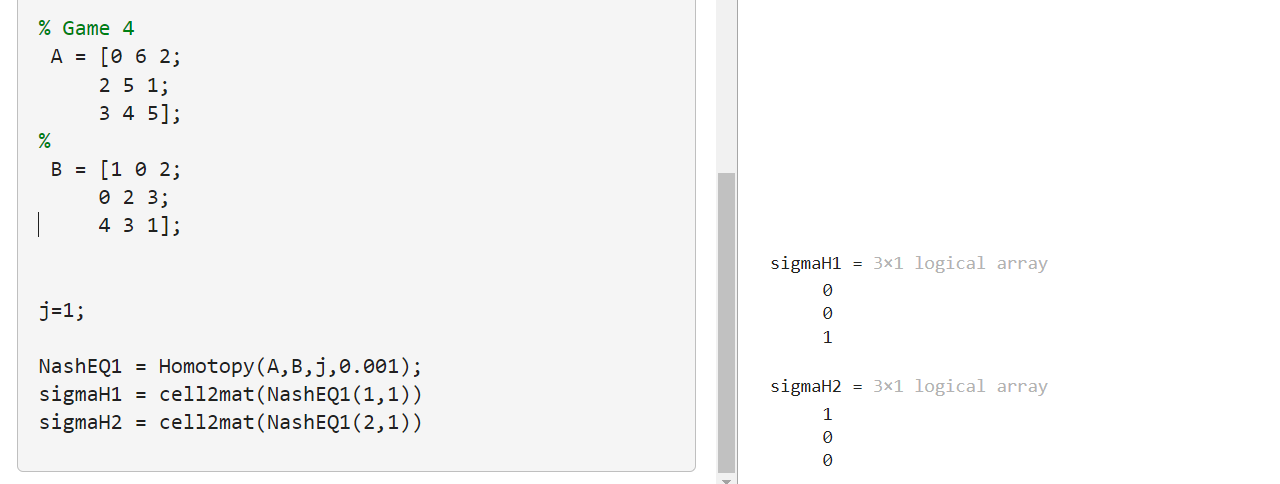 % Game 4
A = [0 6 2;
2 5 1;
3 4 5];
%
B = [1 0 2;
0 2 3;
4 3 1];
j=1;
NashEQ1 = Homotopy(A,B,j,0.001);
sigmaH1 = cell2mat(NashEQ1(1,1))
sigmaH2 = cell2mat(NashEQ1(2,1))
sigmaH1 = 3×1 logical array
0
0
1
sigmaH2 = 3×1 logical array
1
0
0